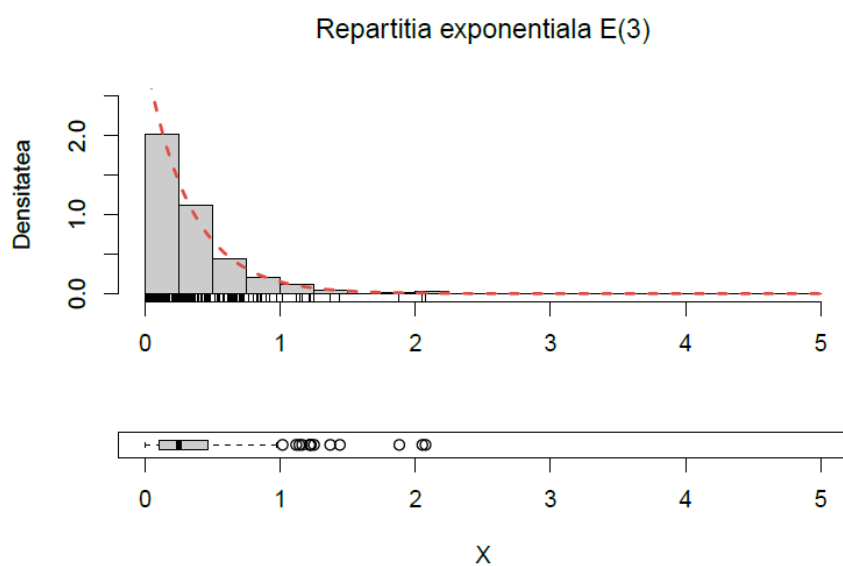 Repartitia exponentiala E(3)
Densitatea
2.0
1.0
0.0
0 1 2 3 4 5
0 1 2 3 4 5
X